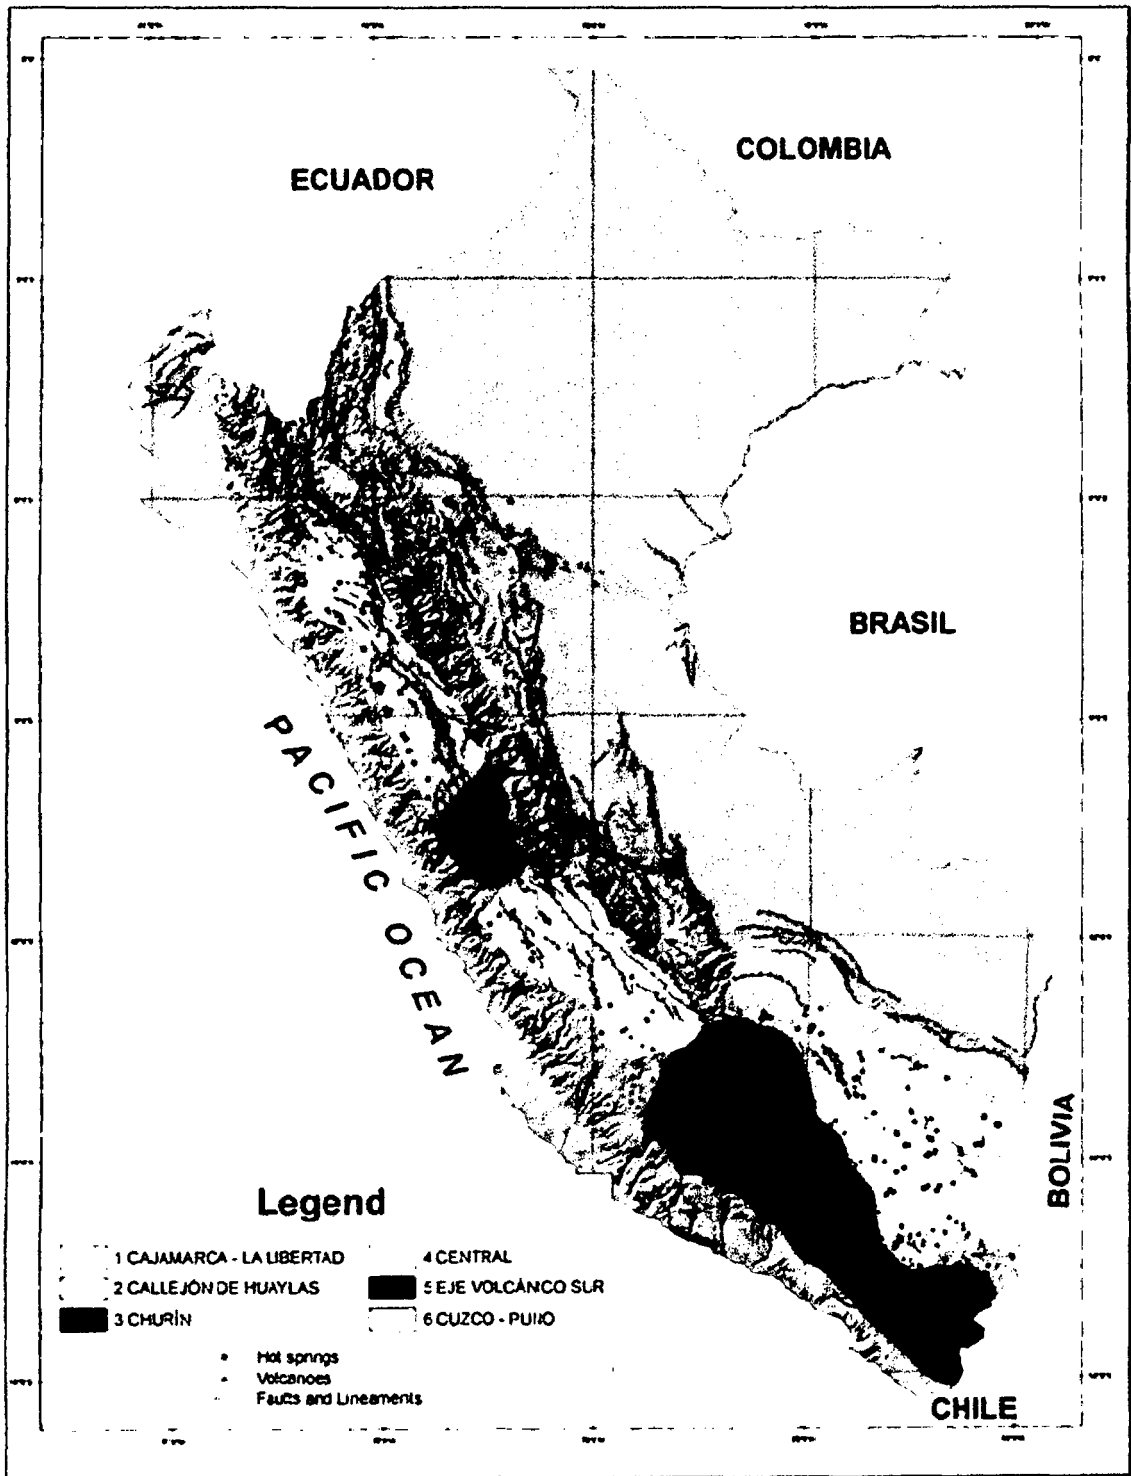 COLOMBIA
ECUADOR
BRASIL
PACIFIC OCEAN
BOLIVIA
Legend
1 CAJAMARCA - LA LIBERTAD
2 CALLEJÓN DE HUAYLAS
3 CHURÍN
4 CENTRAL
5 EJE VOLCÁNCO SUR
6 CUZCO - PUNO
Hot springs
Volcanoes
Faults and Lineaments
CHILE